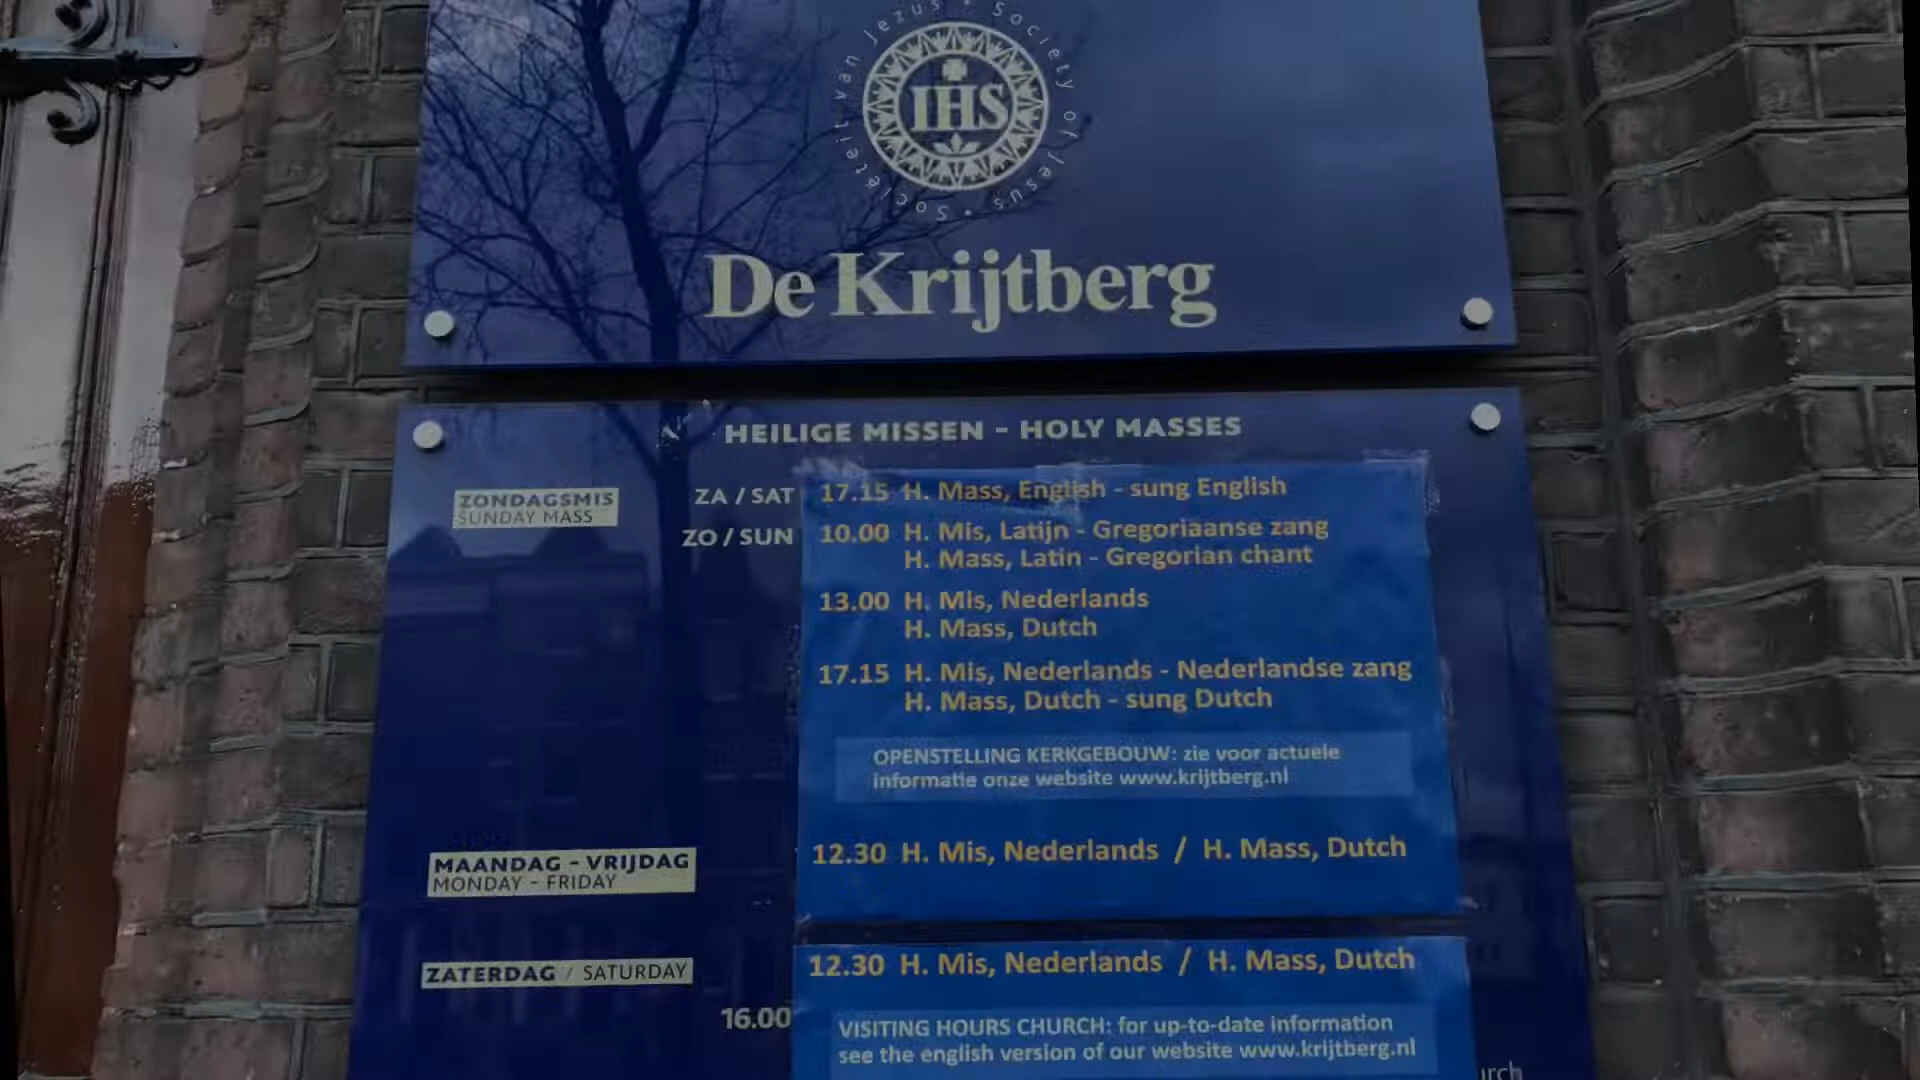 Sociëteit van Jezus • Society of Jesus •
IHS
De Krijtberg
HEILIGE MISSEN - HOLY MASSES
ZONDAGSMIS
SUNDAY MASS
ZA / SAT 17.15 H. Mass, English - sung English
ZO / SUN 10.00 H. Mis, Latijn - Gregoriaanse zang
H. Mass, Latin - Gregorian chant
13.00 H. Mis, Nederlands
H. Mass, Dutch
17.15 H. Mis, Nederlands - Nederlandse zang
H. Mass, Dutch - sung Dutch
OPENSTELLING KERKGEBOUW: zie voor actuele
informatie onze website www.krijtberg.nl
MAANDAG - VRIJDAG
MONDAY - FRIDAY
12.30 H. Mis, Nederlands / H. Mass, Dutch
ZATERDAG / SATURDAY
12.30 H. Mis, Nederlands / H. Mass, Dutch
16.00
VISITING HOURS CHURCH: for up-to-date information
see the english version of our website www.krijtberg.nl